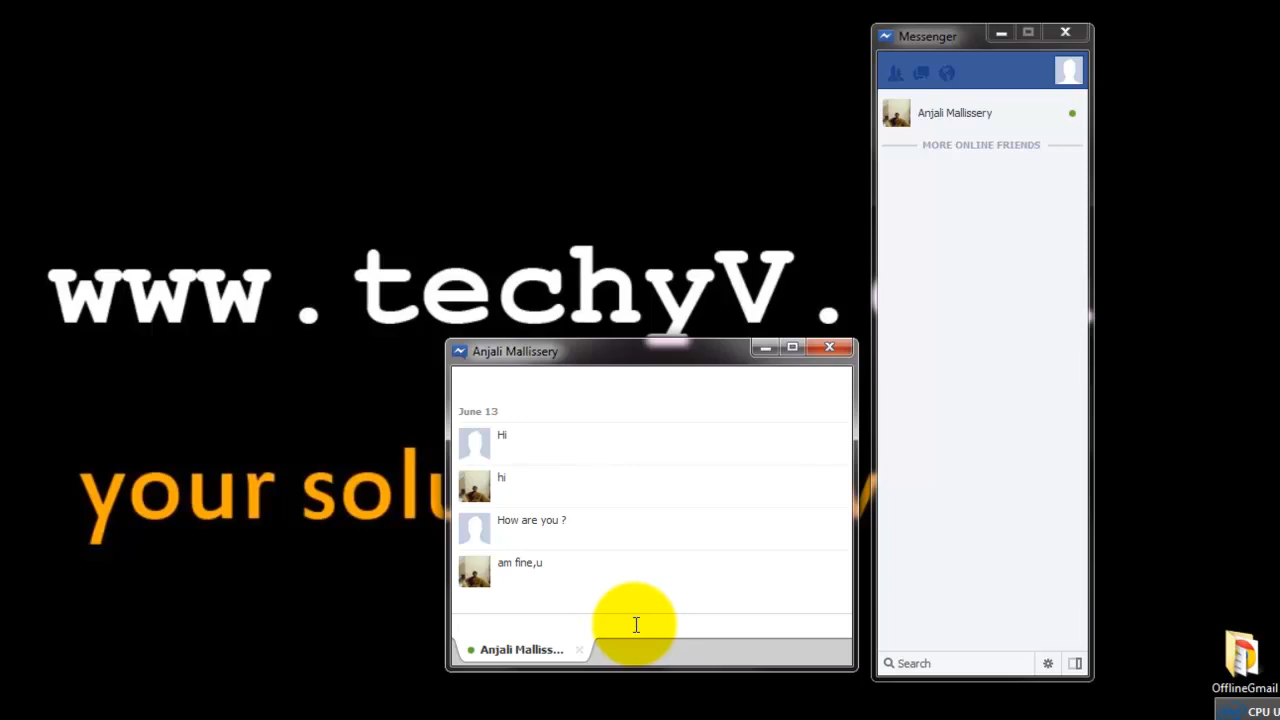 Messenger
Anjali Mallissery
MORE ONLINE FRIENDS
www.techyV.
Anjali Mallissery
June 13
Hi
hi
your solu
How are you ?
am fine,u
Anjali Malliss...
Search
OfflineGmail
CPU U